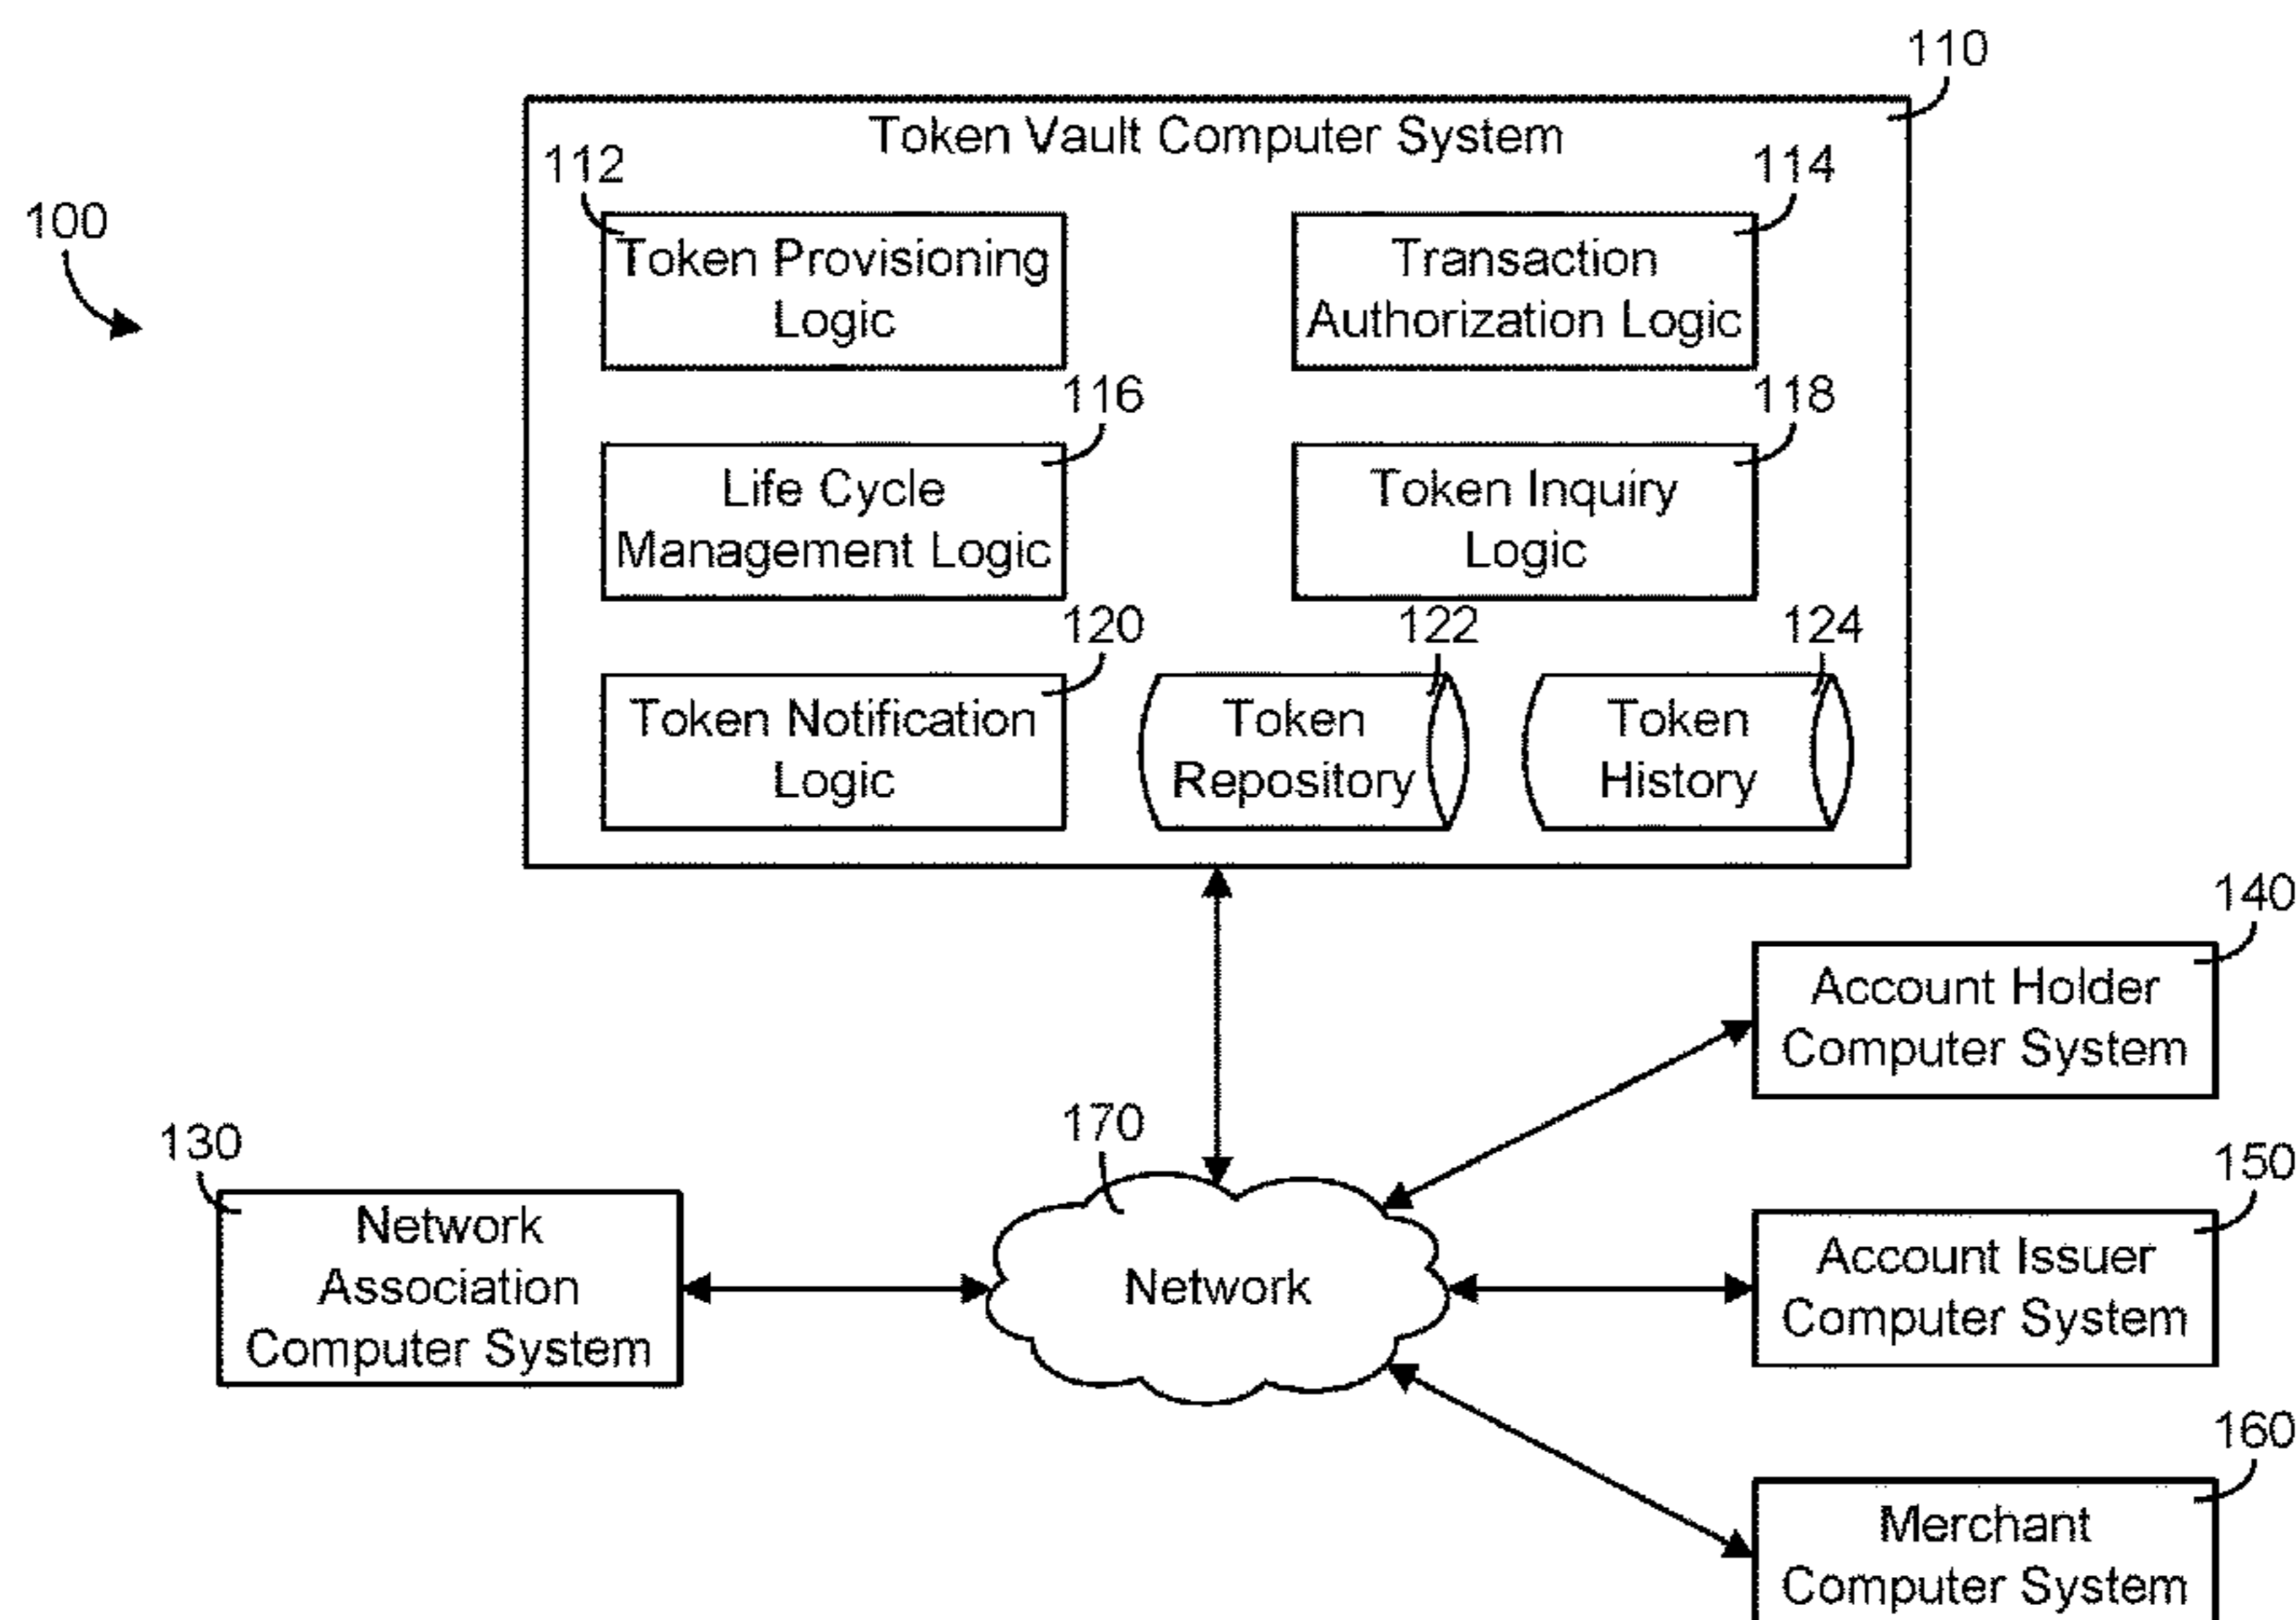 110
Token Vault Computer System
112
114
100
Token Provisioning
Logic
Transaction
Authorization Logic
116
118
Life Cycle
Management Logic
Token Inquiry
Logic
120
122
124
Token Notification
Logic
Token
Repository
Token
History
140
Account Holder
Computer System
130
170
150
Network
Association
Computer System
Network
Account Issuer
Computer System
160
Merchant
Computer System